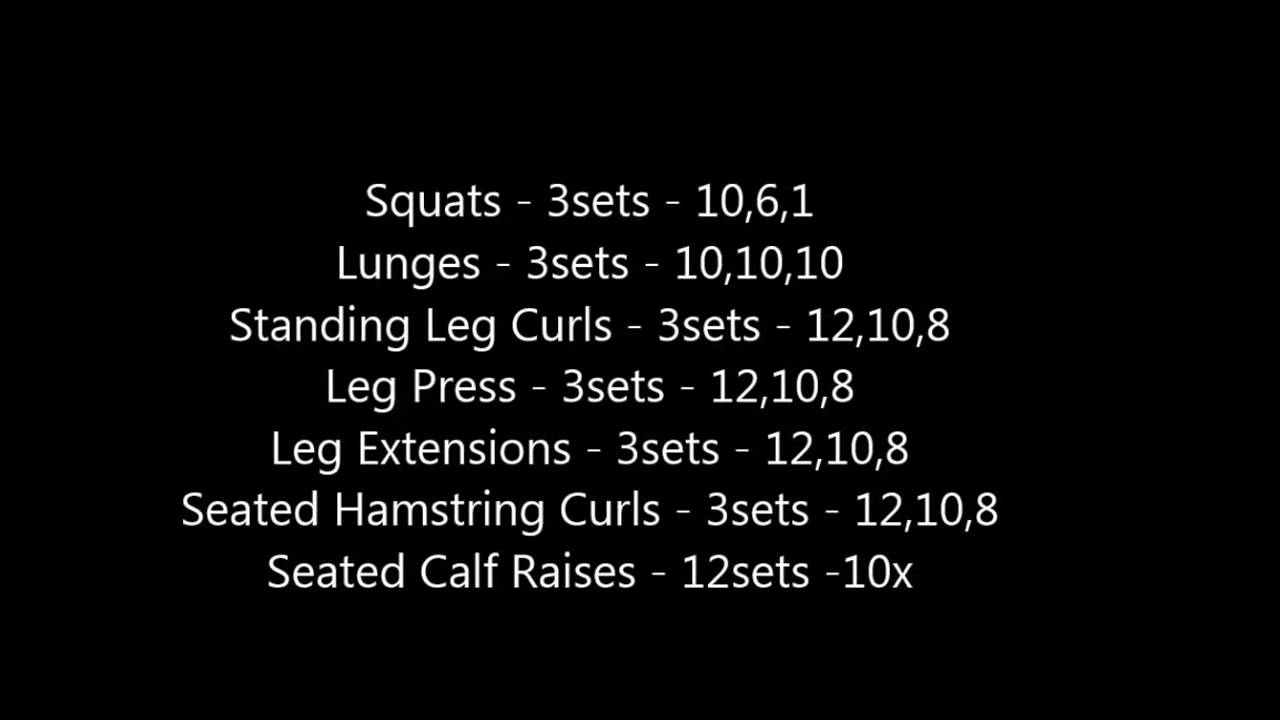 Squats - 3sets - 10,6,1
Lunges - 3sets - 10,10,10
Standing Leg Curls - 3sets - 12,10,8
Leg Press - 3sets - 12,10,8
Leg Extensions - 3sets - 12,10,8
Seated Hamstring Curls - 3sets - 12,10,8
Seated Calf Raises - 12sets -10x